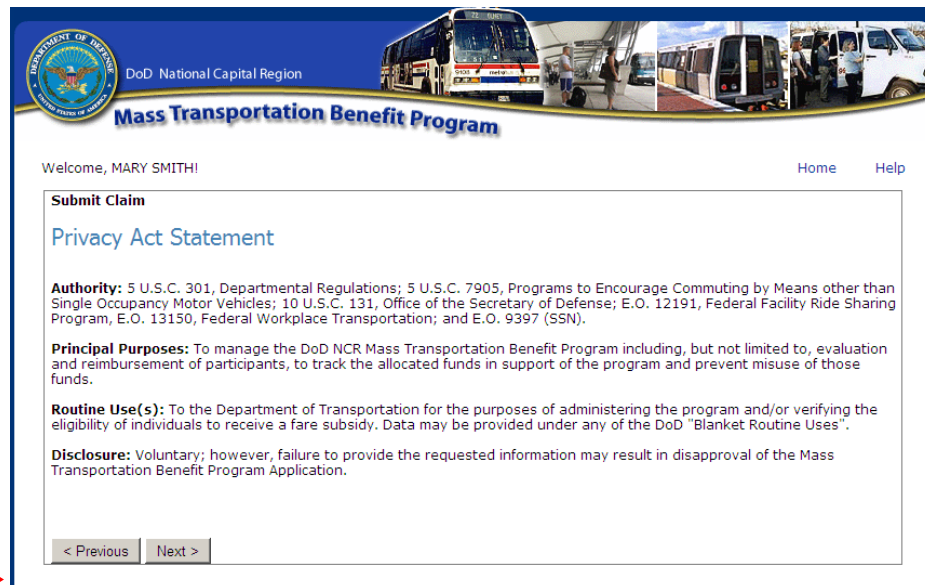 DEPARTMENT OF DEFENSE
UNITED STATES OF AMERICA
DoD National Capital Region
Mass Transportation Benefit Program
Welcome, MARY SMITH!
Home Help
Submit Claim
Privacy Act Statement
Authority: 5 U.S.C. 301, Departmental Regulations; 5 U.S.C. 7905, Programs to Encourage Commuting by Means other than
Single Occupancy Motor Vehicles; 10 U.S.C. 131, Office of the Secretary of Defense; E.O. 12191, Federal Facility Ride Sharing
Program, E.O. 13150, Federal Workplace Transportation; and E.O. 9397 (SSN).
Principal Purposes: To manage the DoD NCR Mass Transportation Benefit Program including, but not limited to, evaluation
and reimbursement of participants, to track the allocated funds in support of the program and prevent misuse of those
funds.
Routine Use(s): To the Department of Transportation for the purposes of administering the program and/or verifying the
eligibility of individuals to receive a fare subsidy. Data may be provided under any of the DoD "Blanket Routine Uses".
Disclosure: Voluntary; however, failure to provide the requested information may result in disapproval of the Mass
Transportation Benefit Program Application.
< Previous Next >